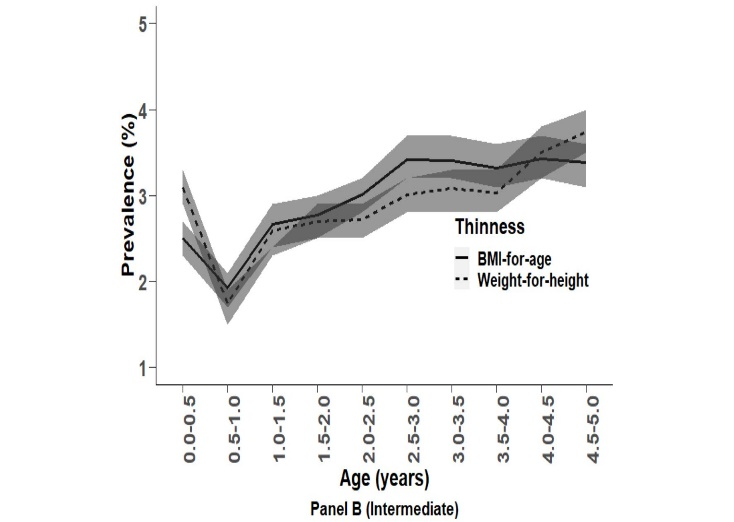 5
4
3
2
1
Prevalence (%)
Thinness
BMI-for-age
Weight-for-height
0.0-0.5
0.5-1.0
1.0-1.5
1.5-2.0
2.0-2.5
2.5-3.0
3.0-3.5
3.5-4.0
4.0-4.5
4.5-5.0
Age (years)
Panel B (Intermediate)